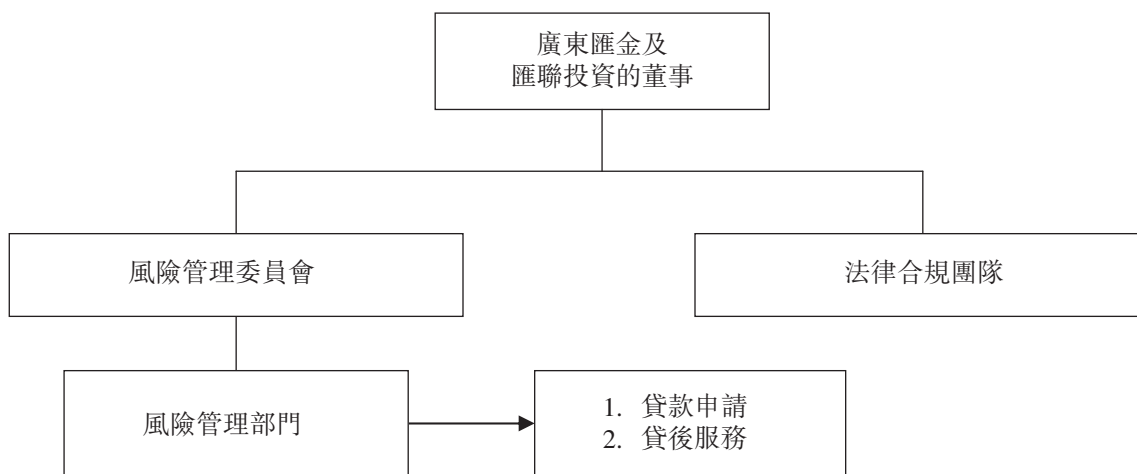 廣東匯金及
匯聯投資的董事
風險管理委員會
法律合規團隊
風險管理部門
1. 貸款申請
2. 貸後服務